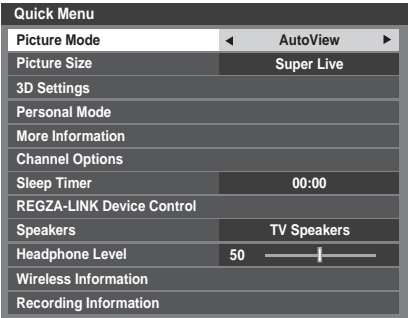 Quick Menu
Picture Mode ◀ AutoView ▶
Picture Size Super Live
3D Settings
Personal Mode
More Information
Channel Options
Sleep Timer 00:00
REGZA-LINK Device Control
Speakers TV Speakers
Headphone Level 50
Wireless Information
Recording Information